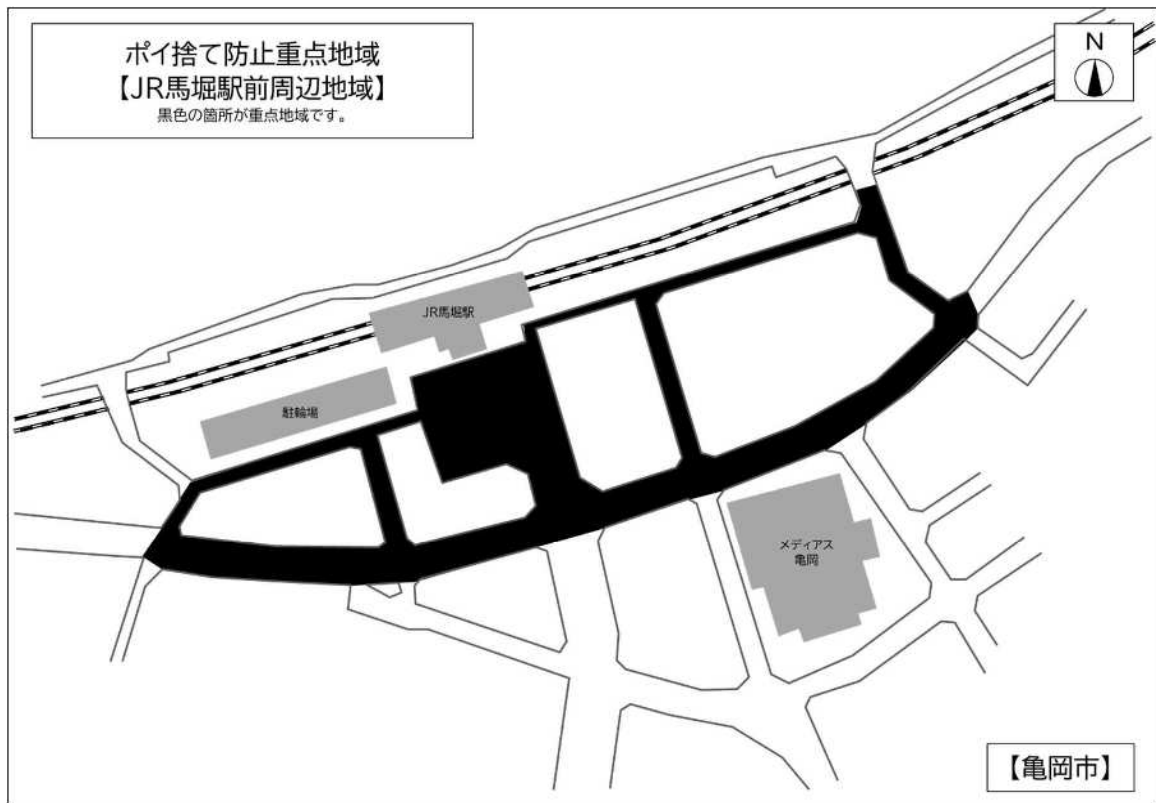 ポイ捨て防止重点地域
【JR馬堀駅前周辺地域】
黒色の箇所が重点地域です。
N
JR馬堀駅
駐輪場
メディアス
亀岡
【亀岡市】